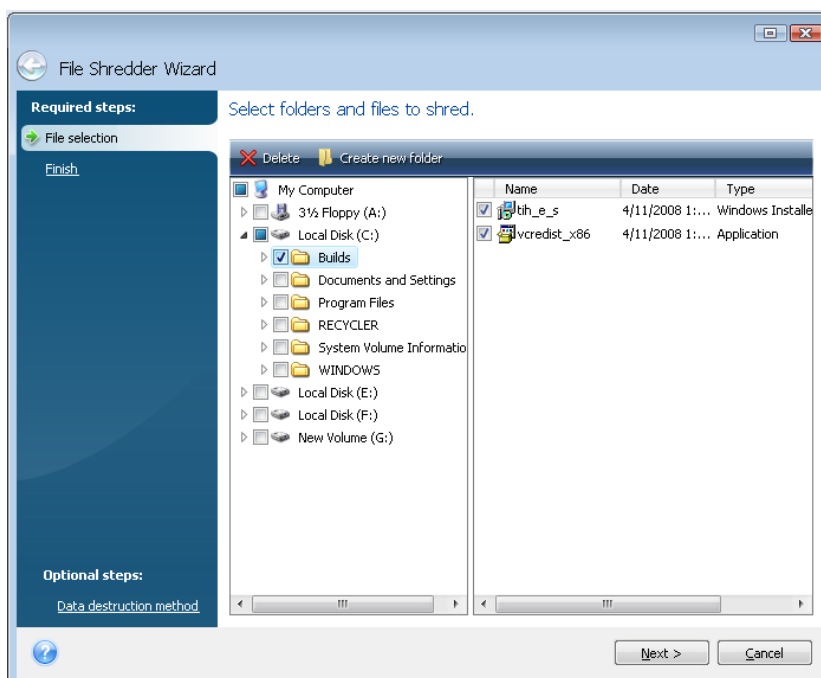 File Shredder Wizard
Required steps:
File selection
Finish
Optional steps:
Data destruction method
Select folders and files to shred.
Delete Create new folder
My Computer
3½ Floppy (A:)
Local Disk (C:)
Builds
Documents and Settings
Program Files
RECYCLER
System Volume Informatio
WINDOWS
Local Disk (E:)
Local Disk (F:)
New Volume (G:)
Name Date Type
tih_e_s 4/11/2008 1:... Windows Installe
vcredist_x86 4/11/2008 1:... Application
Next > Cancel